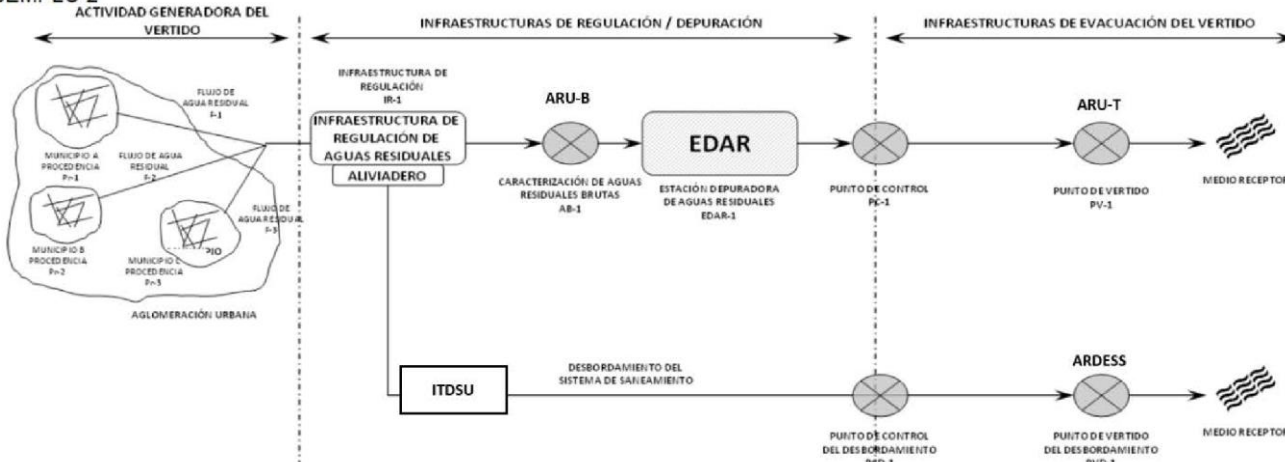 ACTIVIDAD GENERADORA DEL
VERTIDO
INFRAESTRUCTURAS DE REGULACIÓN / DEPURACIÓN
INFRAESTRUCTURAS DE EVACUACIÓN DEL VERTIDO
FLUJO DE
AGUA RESIDUAL
F-1
MUNICIPIO A
PROCEDENCIA
Pr-1
FLUJO DE AGUA
RESIDUAL
F-2
FLUJO DE
AGUA RESIDUAL
F-3
MUNICIPIO B
PROCEDENCIA
Pr-2
PIO
MUNICIPIO C
PROCEDENCIA
Pr-3
AGLOMERACIÓN URBANA
INFRAESTRUCTURA DE
REGULACIÓN
IR-1
INFRAESTRUCTURA DE
REGULACIÓN DE
AGUAS RESIDUALES
ALIVIADERO
ARU-B
CARACTERIZACIÓN DE AGUAS
RESIDUALES BRUTAS
AB-1
EDAR
ESTACIÓN DEPURADORA
DE AGUAS RESIDUALES
EDAR-1
PUNTO DE CONTROL
PC-1
ARU-T
PUNTO DE VERTIDO
PV-1
MEDIO RECEPTOR
ITDSU
DESBORDAMIENTO DEL
SISTEMA DE SANEAMIENTO
PUNTO DE CONTROL
DEL DESBORDAMIENTO
ARDESS
PUNTO DE VERTIDO
DEL DESBORDAMIENTO
MEDIO RECEPTOR